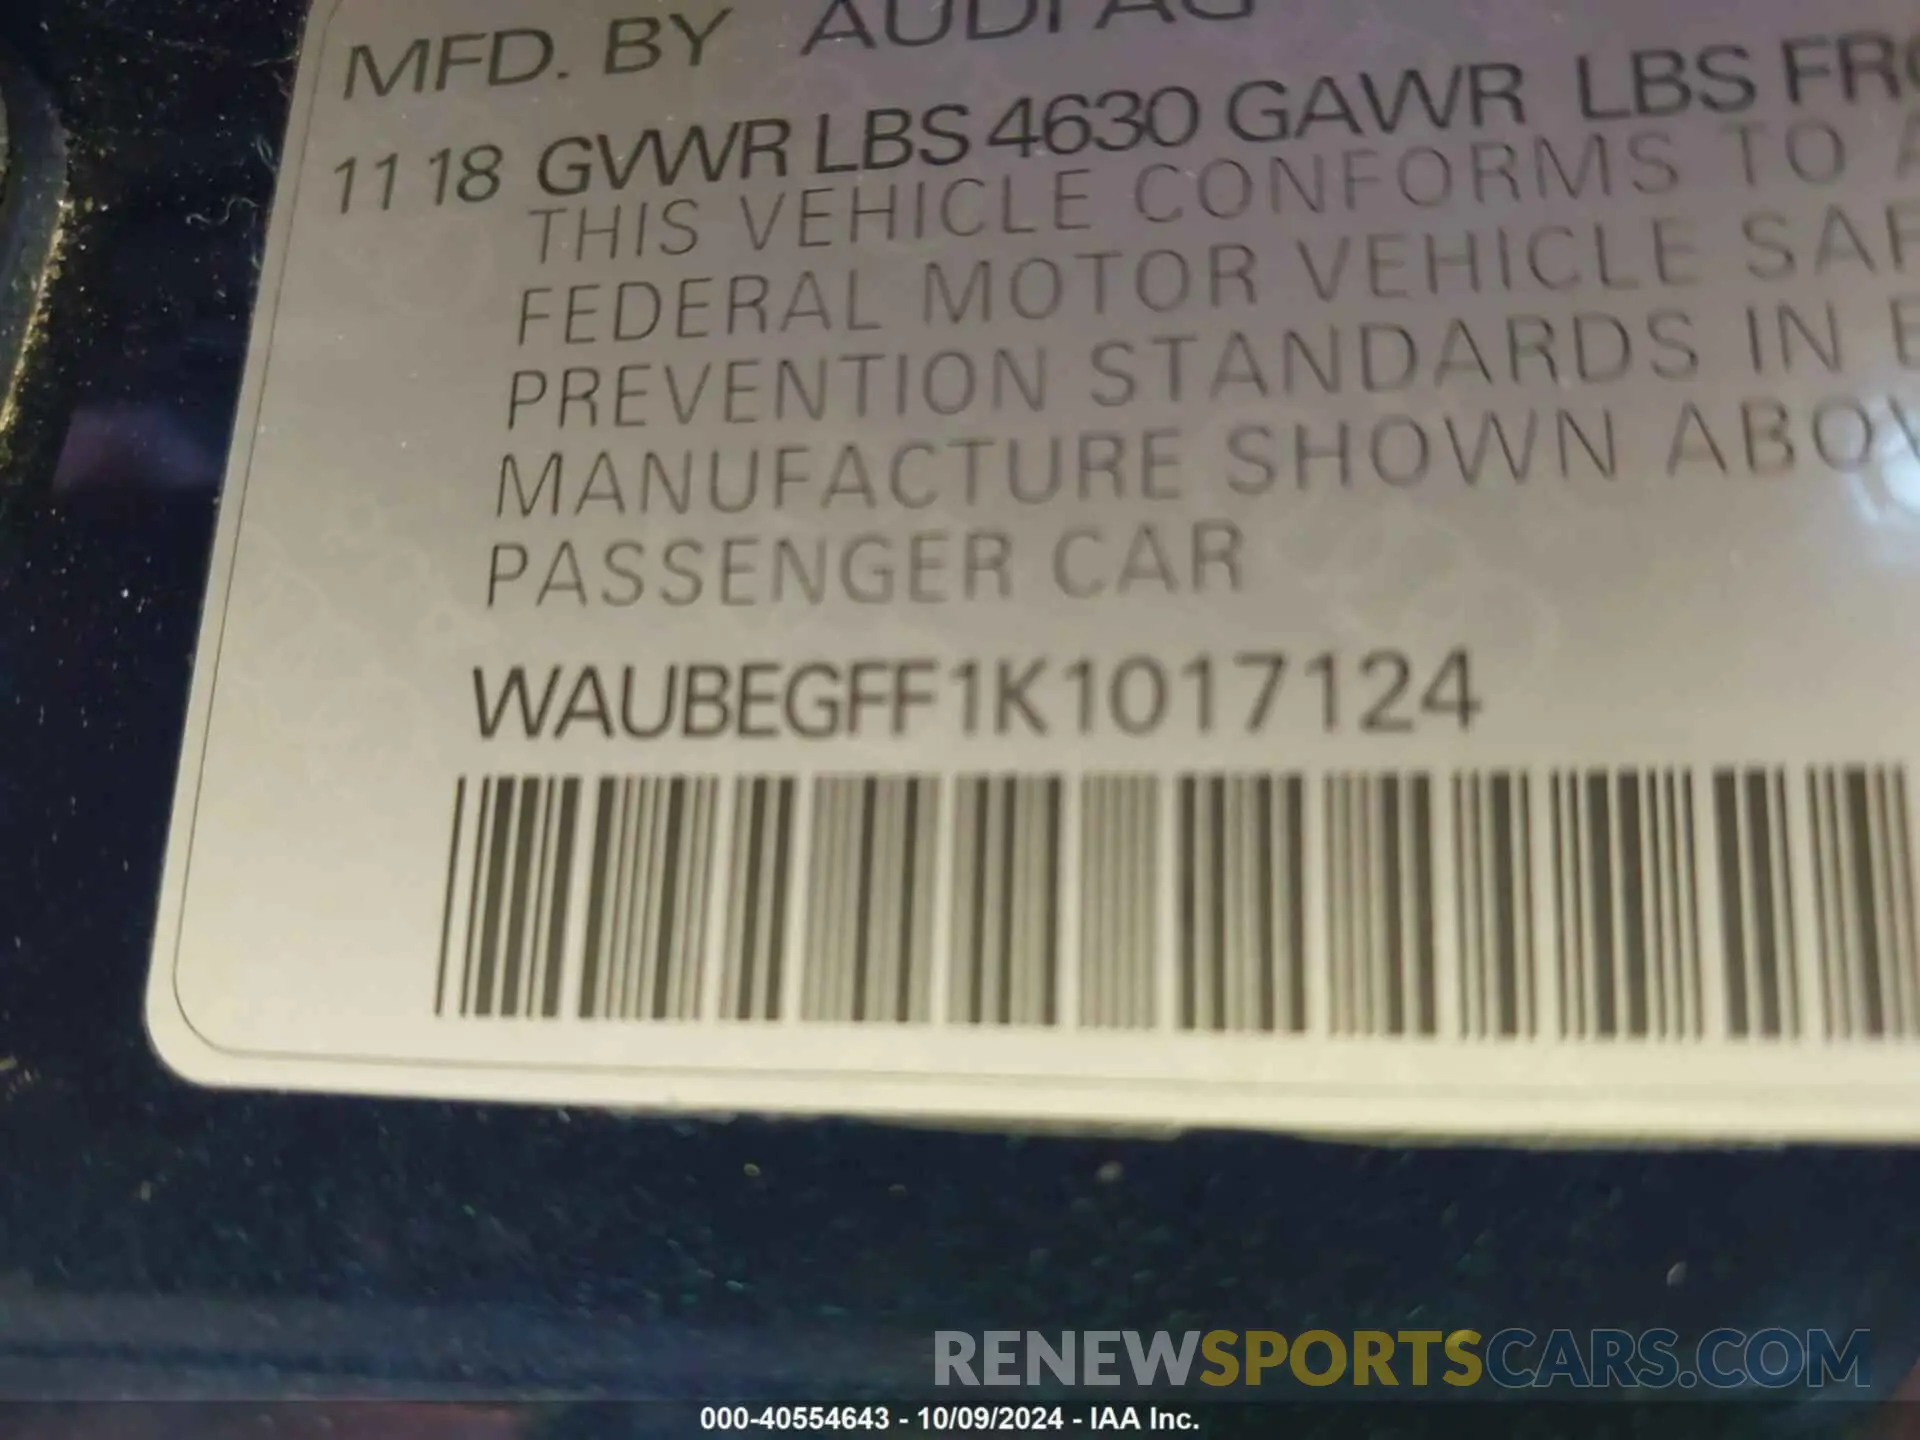 MFD. BY AUDI AG
11 18 GVWR LBS 4630 GAWR LBS
THIS VEHICLE CONFORMS TO
FEDERAL MOTOR VEHICLE
PREVENTION STANDARDS IN
MANUFACTURE SHOWN
PASSENGER CAR
WAUBEGFF1K1017124
RENEWSPORTSCARS.COM
000-40554643 - 10/09/2024 - IAA Inc.